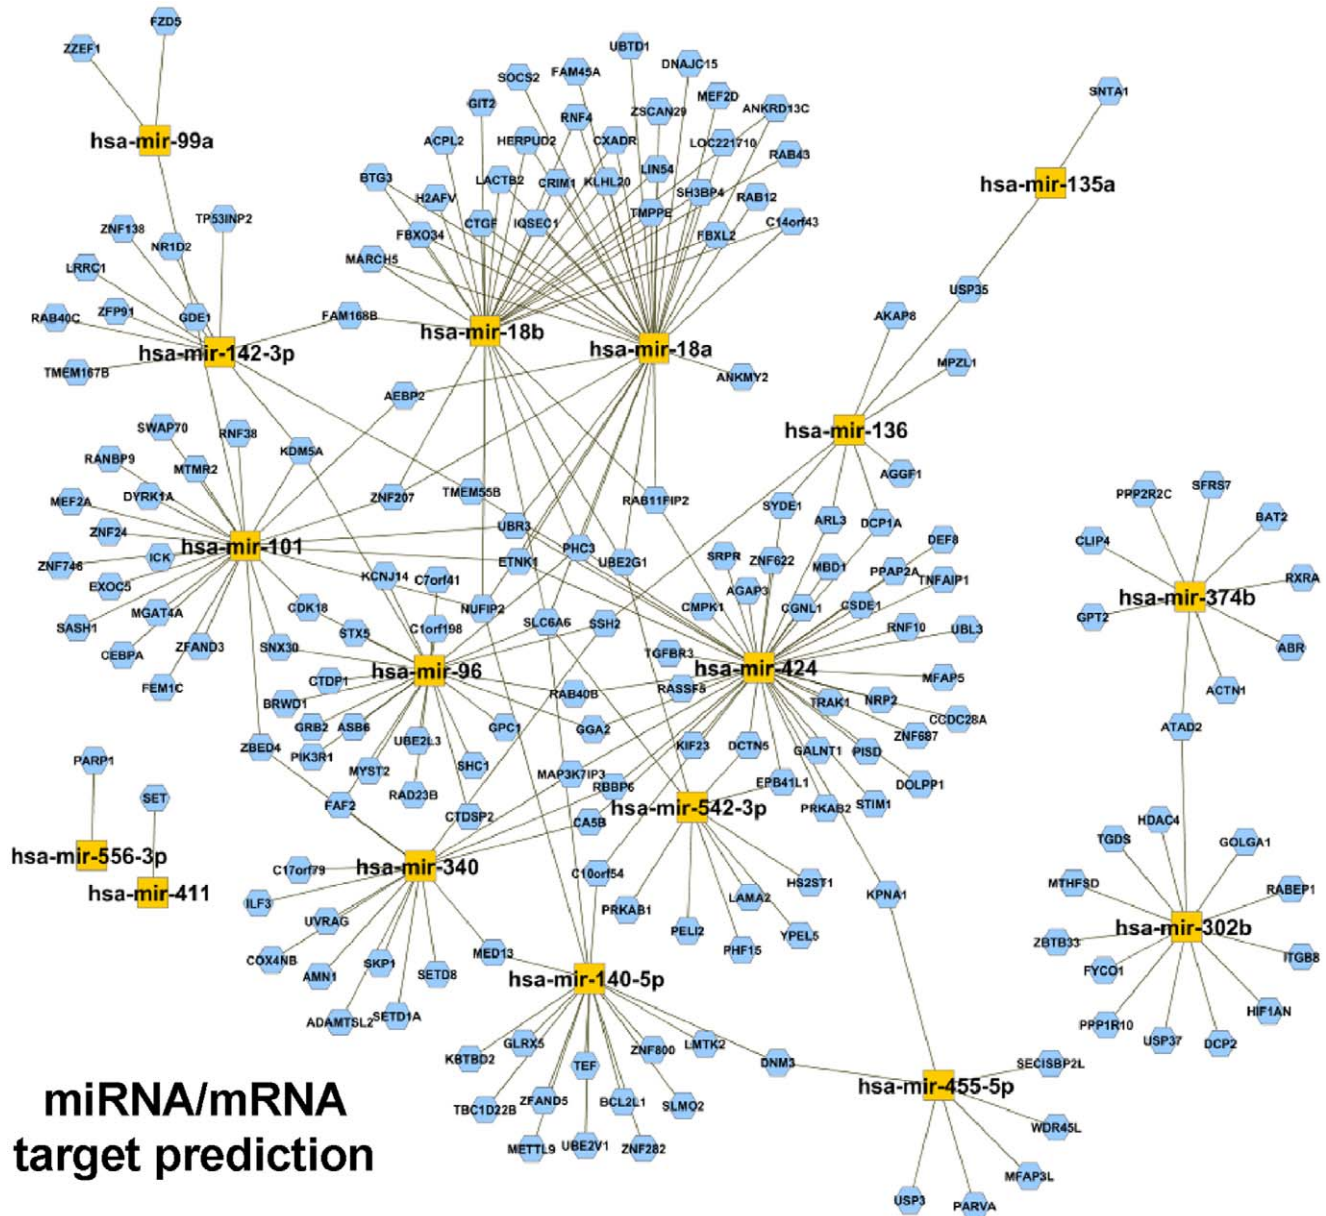 FZD5
ZZEF1
UBTD1
DNAJC15
FAM45A
SOCS2
SNTA1
MEF2D
GIT2
ANKRD13C
ZSCAN29
RNF4
hsa-mir-99a
ACPL2
HERPUD2
CXADR
LOC221710
RAB43
LIN54
BTG3
LACTB2
CRIM1
KLHL20
hsa-mir-135a
SH3BP4
H2AFV
RAB12
TMPPE
TP53INP2
CTGF
IQSEC1
C14orf43
ZNF138
FBXO34
FBXL2
NR1D2
MARCH5
LRRC1
USP35
ZFP91
RAB40C
GDE1
FAM168B
AKAP8
hsa-mir-18b
hsa-mir-18a
hsa-mir-142-3p
MPZL1
TMEM167B
ANKMY2
AEBP2
SWAP70
RNF38
hsa-mir-136
KDM5A
RANBP9
MTMR2
AGGF1
SFRS7
PPP2R2C
DYRK1A
MEF2A
ZNF207
TMEM55B
RAB11FIP2
SYDE1
BAT2
ARL3
DCP1A
UBR3
ZNF24
CLIP4
DEF8
hsa-mir-101
PHC3
SRPR
ICK
ZNF746
ETNK1
UBE2G1
ZNF622
MBD1
PPAP2A
TNFAIP1
RXRA
KCNJ14
C7orf41
EXOC5
AGAP3
hsa-mir-374b
CDK18
NUFIP2
CMPK1
CGNL1
CSDE1
MGAT4A
GPT2
SASH1
STX5
C1orf198
SLC6A6
SSH2
RNF10
UBL3
CEBPA
ZFAND3
SNX30
TGFBR3
ABR
hsa-mir-96
hsa-mir-424
FEM1C
CTDP1
RAB40B
RASSF5
MFAP5
ACTN1
BRWD1
TRAK1
NRP2
CCDC28A
GRB2
ASB6
GPC1
GGA2
ZNF687
ATAD2
ZBED4
PIK3R1
UBE2L3
KIF23
DCTN5
GALNT1
PISD
PARP1
MYST2
SHC1
MAP3K7IP3
RBBP6
EPB41L1
DOLPP1
SET
RAD23B
FAF2
hsa-mir-542-3p
PRKAB2
STIM1
CTDSP2
CA5B
HDAC4
TGDS
GOLGA1
hsa-mir-556-3p
hsa-mir-340
C17orf79
C10orf54
HS2ST1
hsa-mir-411
MTHFSD
RABEP1
ILF3
LAMA2
KPNA1
UVRAG
PRKAB1
hsa-mir-302b
PELI2
YPEL5
ZBTB33
PHF15
MED13
COX4NB
SKP1
ITGB8
AMN1
SETD8
FYCO1
hsa-mir-140-5p
HIF1AN
ADAMTSL2
SETD1A
PPP1R10
USP37
DCP2
GLRX5
ZNF800
LMTK2
KBTBD2
TEF
DNM3
SECISBP2L
hsa-mir-455-5p
miRNA/mRNA
target prediction
TBC1D22B
ZFAND5
BCL2L1
SLMO2
WDR45L
METTL9
UBE2V1
ZNF282
MFAP3L
USP3
PARVA